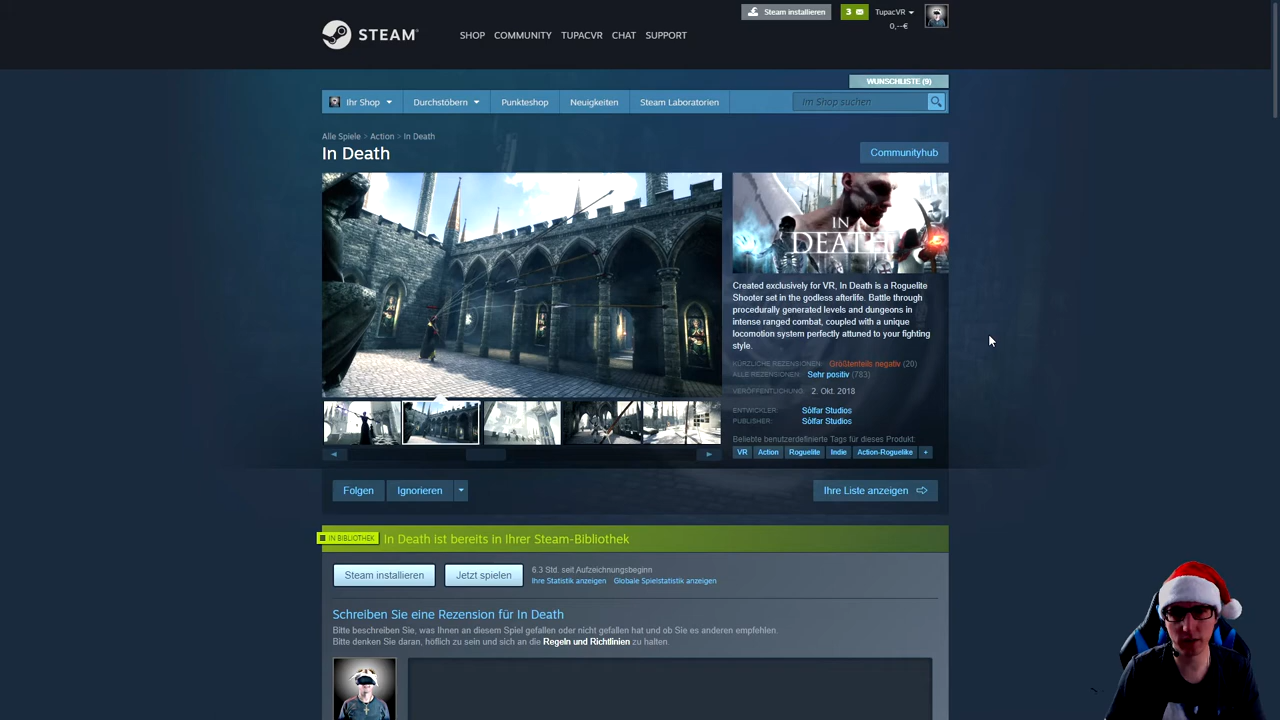 Steam installieren
3
TupacVR
0,--€
STEAM®
SHOP COMMUNITY TUPACVR CHAT SUPPORT
WUNSCHLISTE (9)
Ihr Shop Durchstöbern Punkteshop Neuigkeiten Steam Laboratorien Im Shop suchen
Alle Spiele > Action > In Death
In Death
Communityhub
IN
DEATH
Created exclusively for VR, In Death is a Roguelite
Shooter set in the godless afterlife. Battle through
procedurally generated levels and dungeons in
intense ranged combat, coupled with a unique
locomotion system perfectly attuned to your fighting
style.
KÜRZLICHE REZENSIONEN: Größtenteils negativ (20)
ALLE REZENSIONEN: Sehr positiv (783)
VERÖFFENTLICHUNG: 2. Okt. 2018
ENTWICKLER: Sólfar Studios
PUBLISHER: Sólfar Studios
Beliebte benutzerdefinierte Tags für dieses Produkt:
VR Action Roguelite Indie Action-Roguelike +
Folgen Ignorieren Ihre Liste anzeigen
IN BIBLIOTHEK In Death ist bereits in Ihrer Steam-Bibliothek
Steam installieren Jetzt spielen
6.3 Std. seit Aufzeichnungsbeginn
Ihre Statistik anzeigen Globale Spielstatistik anzeigen
Schreiben Sie eine Rezension für In Death
Bitte beschreiben Sie, was Ihnen an diesem Spiel gefallen oder nicht gefallen hat und ob Sie es anderen empfehlen.
Bitte denken Sie daran, höflich zu sein und sich an die Regeln und Richtlinien zu halten.